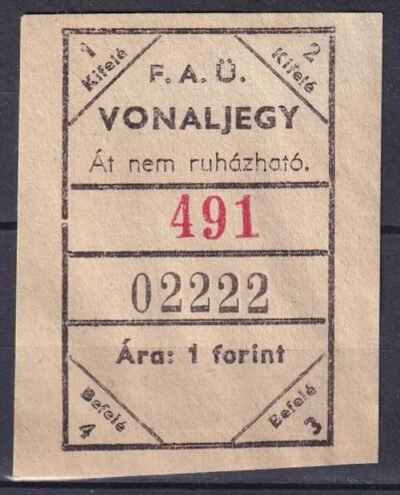 1 Kifelé
2 Kifelé
F. A. Ü.
VONALJEGY
Át nem ruházható.
491
02222
Ára: 1 forint
Befelé 4
Befelé 3